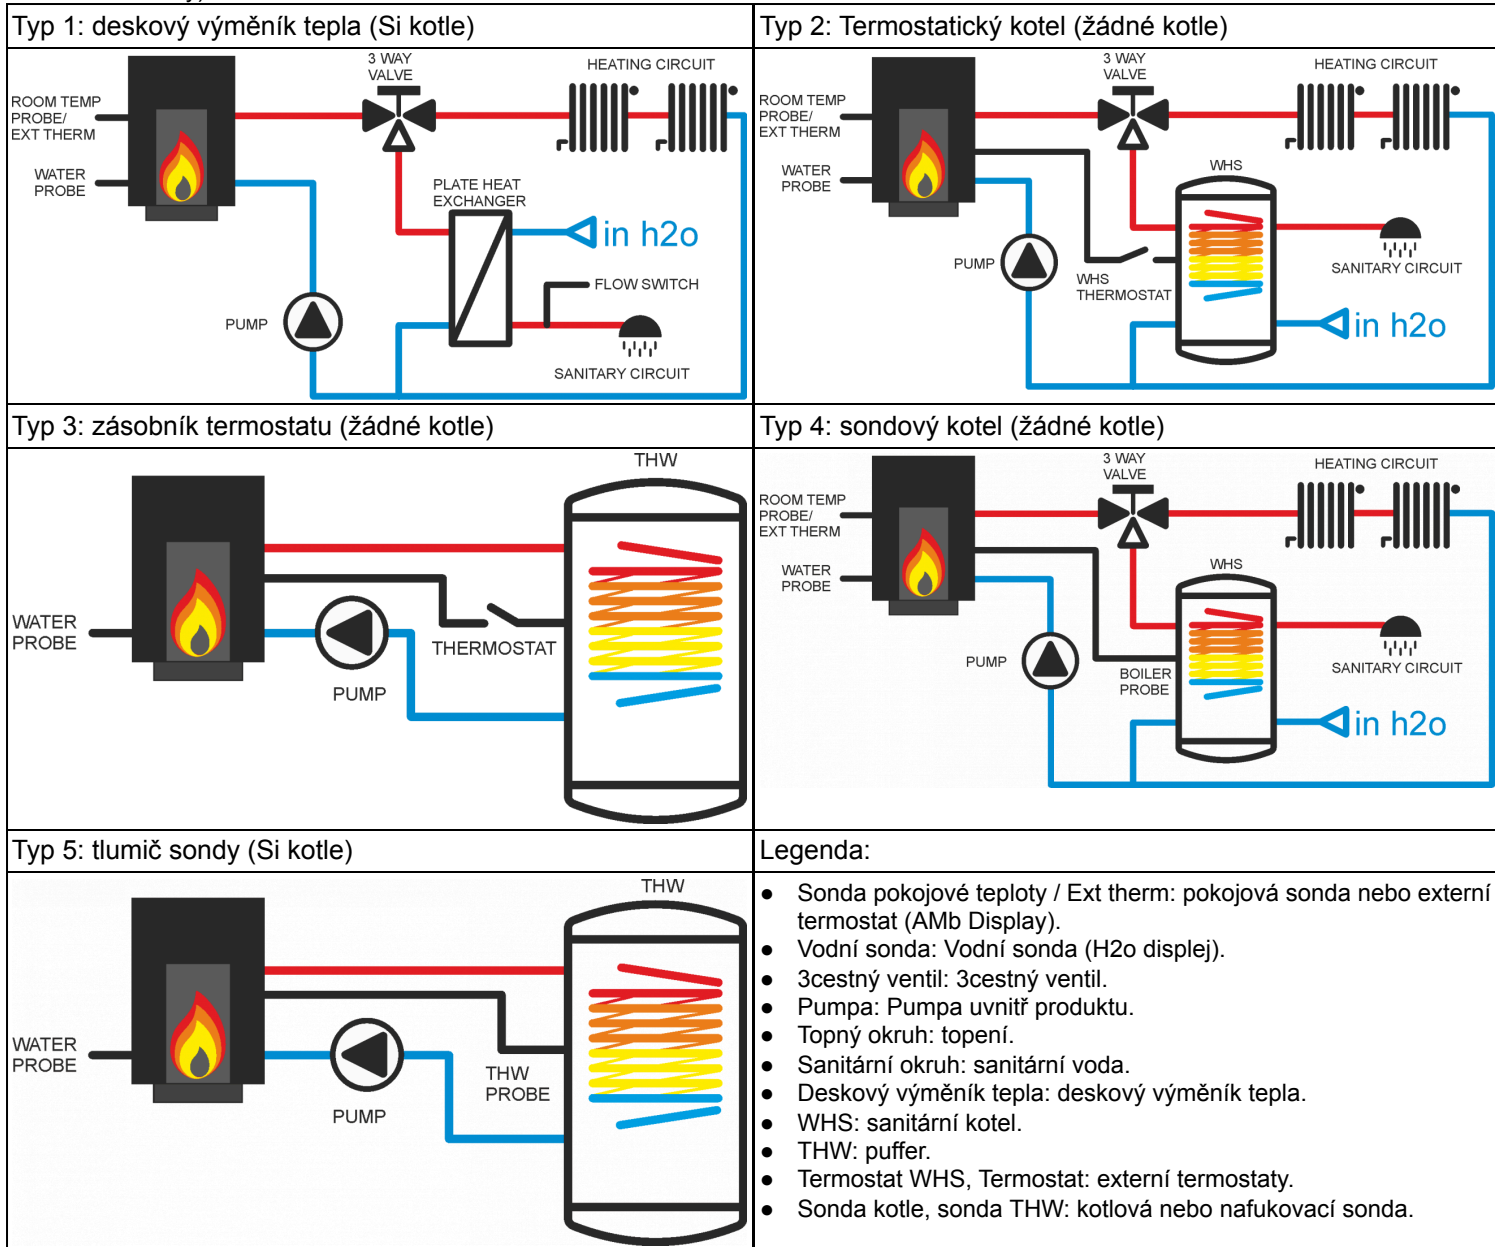 Typ 1: deskový výměník tepla (Si kotle)
3 WAY
VALVE
HEATING CIRCUIT
ROOM TEMP
PROBE/
EXT THERM
WATER
PROBE
PLATE HEAT
EXCHANGER
in h2o
FLOW SWITCH
PUMP
SANITARY CIRCUIT
Typ 2: Termostatický kotel (žádné kotle)
3 WAY
VALVE
HEATING CIRCUIT
ROOM TEMP
PROBE/
EXT THERM
WATER
PROBE
WHS
PUMP
WHS
THERMOSTAT
SANITARY CIRCUIT
in h2o
Typ 3: zásobník termostatu (žádné kotle)
THW
WATER
PROBE
THERMOSTAT
PUMP
Typ 4: sondový kotel (žádné kotle)
3 WAY
VALVE
HEATING CIRCUIT
ROOM TEMP
PROBE/
EXT THERM
WATER
PROBE
WHS
PUMP
BOILER
PROBE
SANITARY CIRCUIT
in h2o
Typ 5: tlumič sondy (Si kotle)
THW
WATER
PROBE
THW
PROBE
PUMP
Legenda:
● Sonda pokojové teploty / Ext therm: pokojová sonda nebo externí
termostat (AMb Display).
● Vodní sonda: Vodní sonda (H2o displej).
● 3cestný ventil: 3cestný ventil.
● Pumpa: Pumpa uvnitř produktu.
● Topný okruh: topení.
● Sanitární okruh: sanitární voda.
● Deskový výměník tepla: deskový výměník tepla.
● WHS: sanitární kotel.
● THW: puffer.
● Termostat WHS, Termostat: externí termostaty.
● Sonda kotle, sonda THW: kotlová nebo nafukovací sonda.